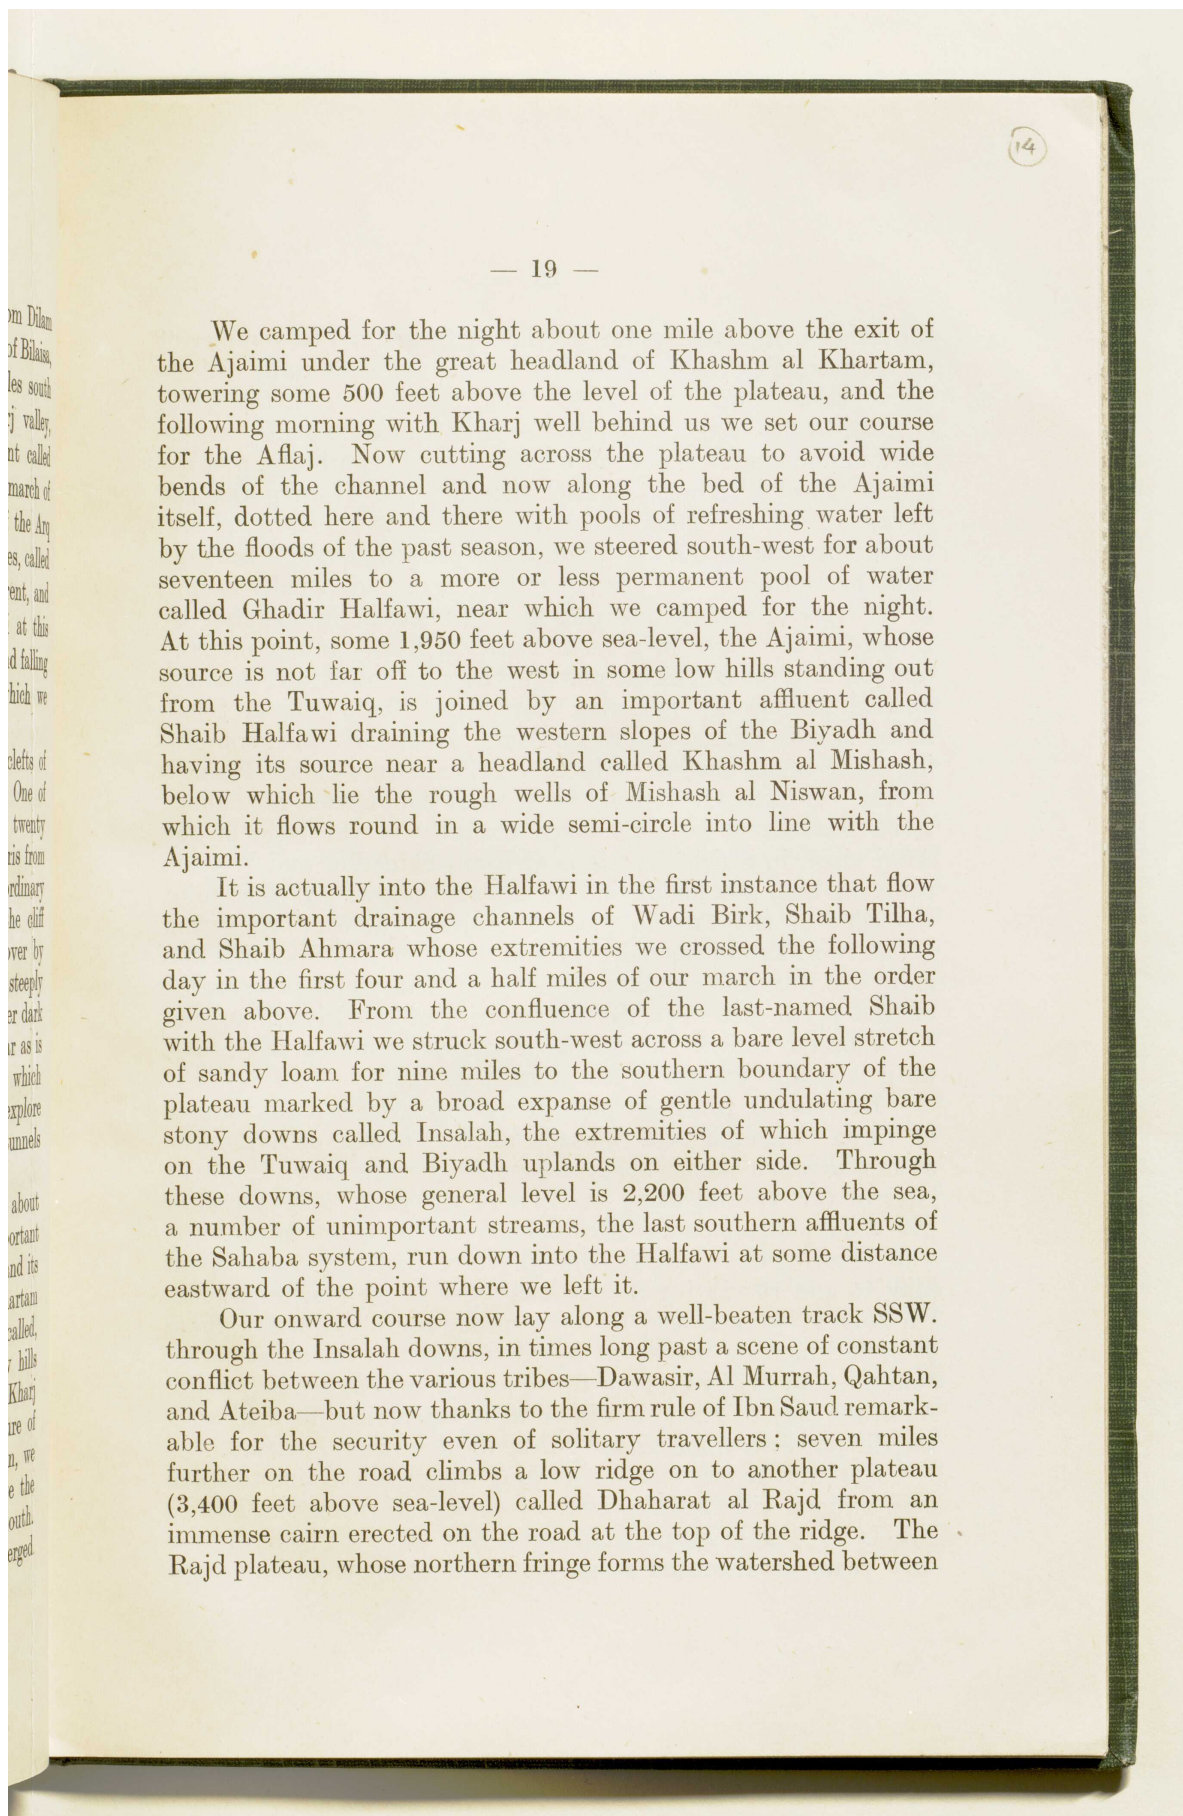 14
— 19 —
We camped for the night about one mile above the exit of
the Ajaimi under the great headland of Khashm al Khartam,
towering some 500 feet above the level of the plateau, and the
following morning with Kharj well behind us we set our course
for the Aflaj. Now cutting across the plateau to avoid wide
bends of the channel and now along the bed of the Ajaimi
itself, dotted here and there with pools of refreshing water left
by the floods of the past season, we steered south-west for about
seventeen miles to a more or less permanent pool of water
called Ghadir Halfawi, near which we camped for the night.
At this point, some 1,950 feet above sea-level, the Ajaimi, whose
source is not far off to the west in some low hills standing out
from the Tuwaiq, is joined by an important affluent called
Shaib Halfawi draining the western slopes of the Biyadh and
having its source near a headland called Khashm al Mishash,
below which lie the rough wells of Mishash al Niswan, from
which it flows round in a wide semi-circle into line with the
Ajaimi.
It is actually into the Halfawi in the first instance that flow
the important drainage channels of Wadi Birk, Shaib Tilha,
and Shaib Ahmara whose extremities we crossed the following
day in the first four and a half miles of our march in the order
given above. From the confluence of the last-named Shaib
with the Halfawi we struck south-west across a bare level stretch
of sandy loam for nine miles to the southern boundary of the
plateau marked by a broad expanse of gentle undulating bare
stony downs called Insalah, the extremities of which impinge
on the Tuwaiq and Biyadh uplands on either side. Through
these downs, whose general level is 2,200 feet above the sea,
a number of unimportant streams, the last southern affluents of
the Sahaba system, run down into the Halfawi at some distance
eastward of the point where we left it.
Our onward course now lay along a well-beaten track SSW.
through the Insalah downs, in times long past a scene of constant
conflict between the various tribes—Dawasir, Al Murrah, Qahtan,
and Ateiba—but now thanks to the firm rule of Ibn Saud remark-
able for the security even of solitary travellers ; seven miles
further on the road climbs a low ridge on to another plateau
(3,400 feet above sea-level) called Dhaharat al Rajd from an
immense cairn erected on the road at the top of the ridge. The
Rajd plateau, whose northern fringe forms the watershed between